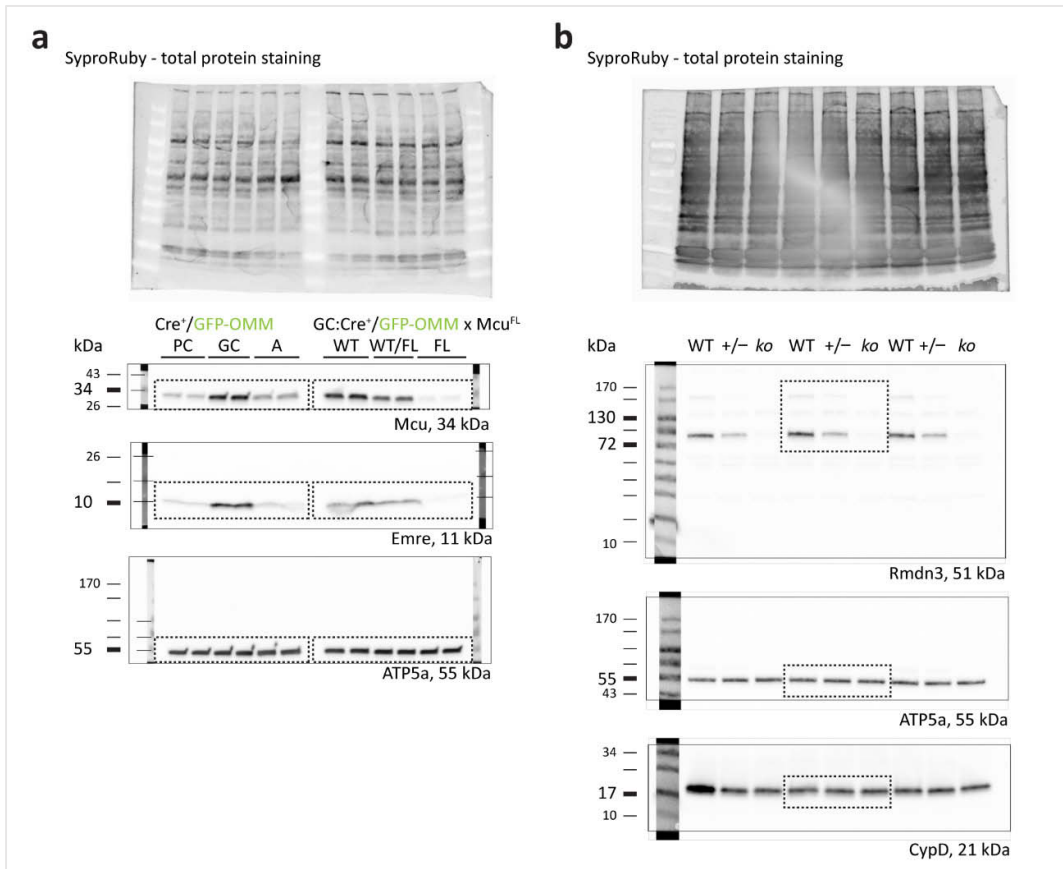 a
SyproRuby - total protein staining
Cre⁺/GFP-OMM
GC:Cre⁺/GFP-OMM x Mcuᶠᴸ
kDa
PC GC A
WT WT/FL FL
43
34
26
Mcu, 34 kDa
26
10
Emre, 11 kDa
170
55
ATP5a, 55 kDa
b
SyproRuby - total protein staining
kDa
WT +/− ko WT +/− ko WT +/− ko
170
130
72
10
Rmdn3, 51 kDa
170
55
43
ATP5a, 55 kDa
34
17
10
CypD, 21 kDa